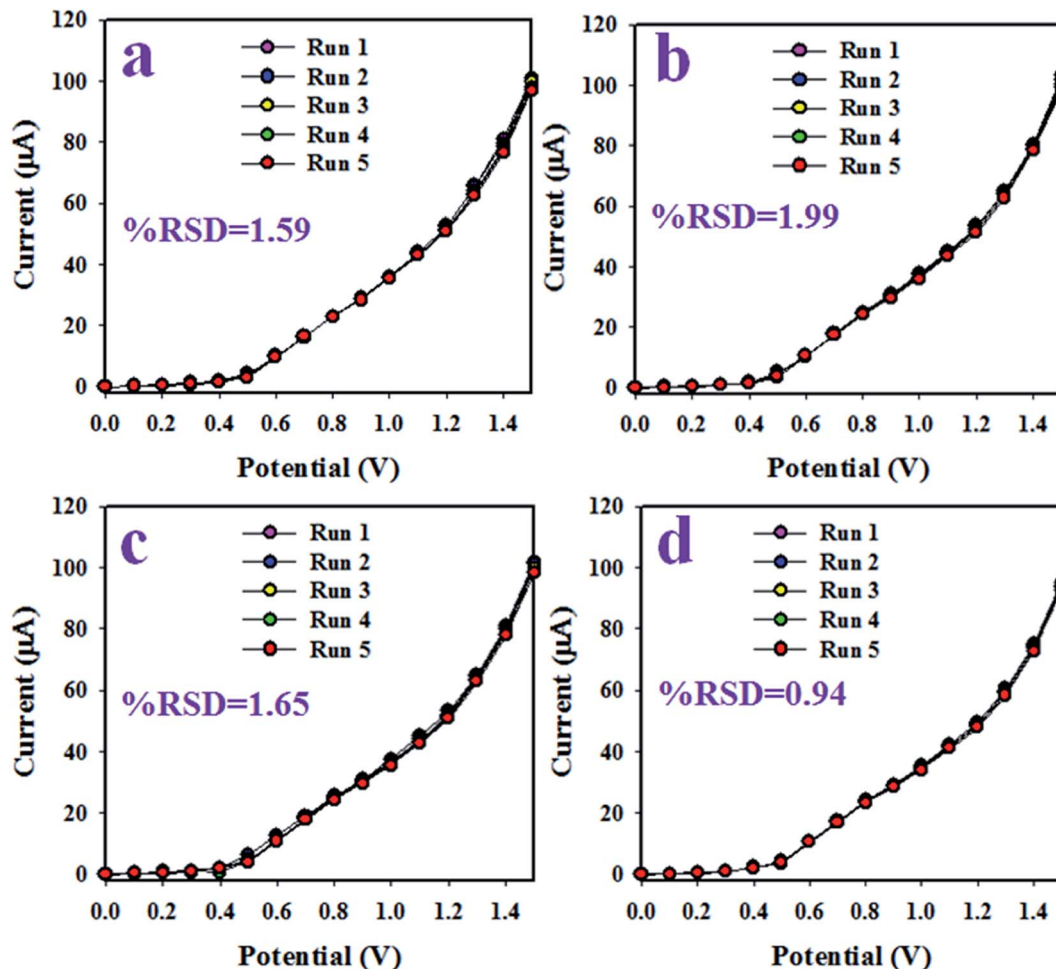 120
100
80
60
40
20
0
Current (µA)
a
Run 1
Run 2
Run 3
Run 4
Run 5
%RSD=1.59
0.0 0.2 0.4 0.6 0.8 1.0 1.2 1.4
Potential (V)
120
100
80
60
40
20
0
Current (µA)
b
Run 1
Run 2
Run 3
Run 4
Run 5
%RSD=1.99
0.0 0.2 0.4 0.6 0.8 1.0 1.2 1.4
Potential (V)
120
100
80
60
40
20
0
Current (µA)
c
Run 1
Run 2
Run 3
Run 4
Run 5
%RSD=1.65
0.0 0.2 0.4 0.6 0.8 1.0 1.2 1.4
Potential (V)
120
100
80
60
40
20
0
Current (µA)
d
Run 1
Run 2
Run 3
Run 4
Run 5
%RSD=0.94
0.0 0.2 0.4 0.6 0.8 1.0 1.2 1.4
Potential (V)